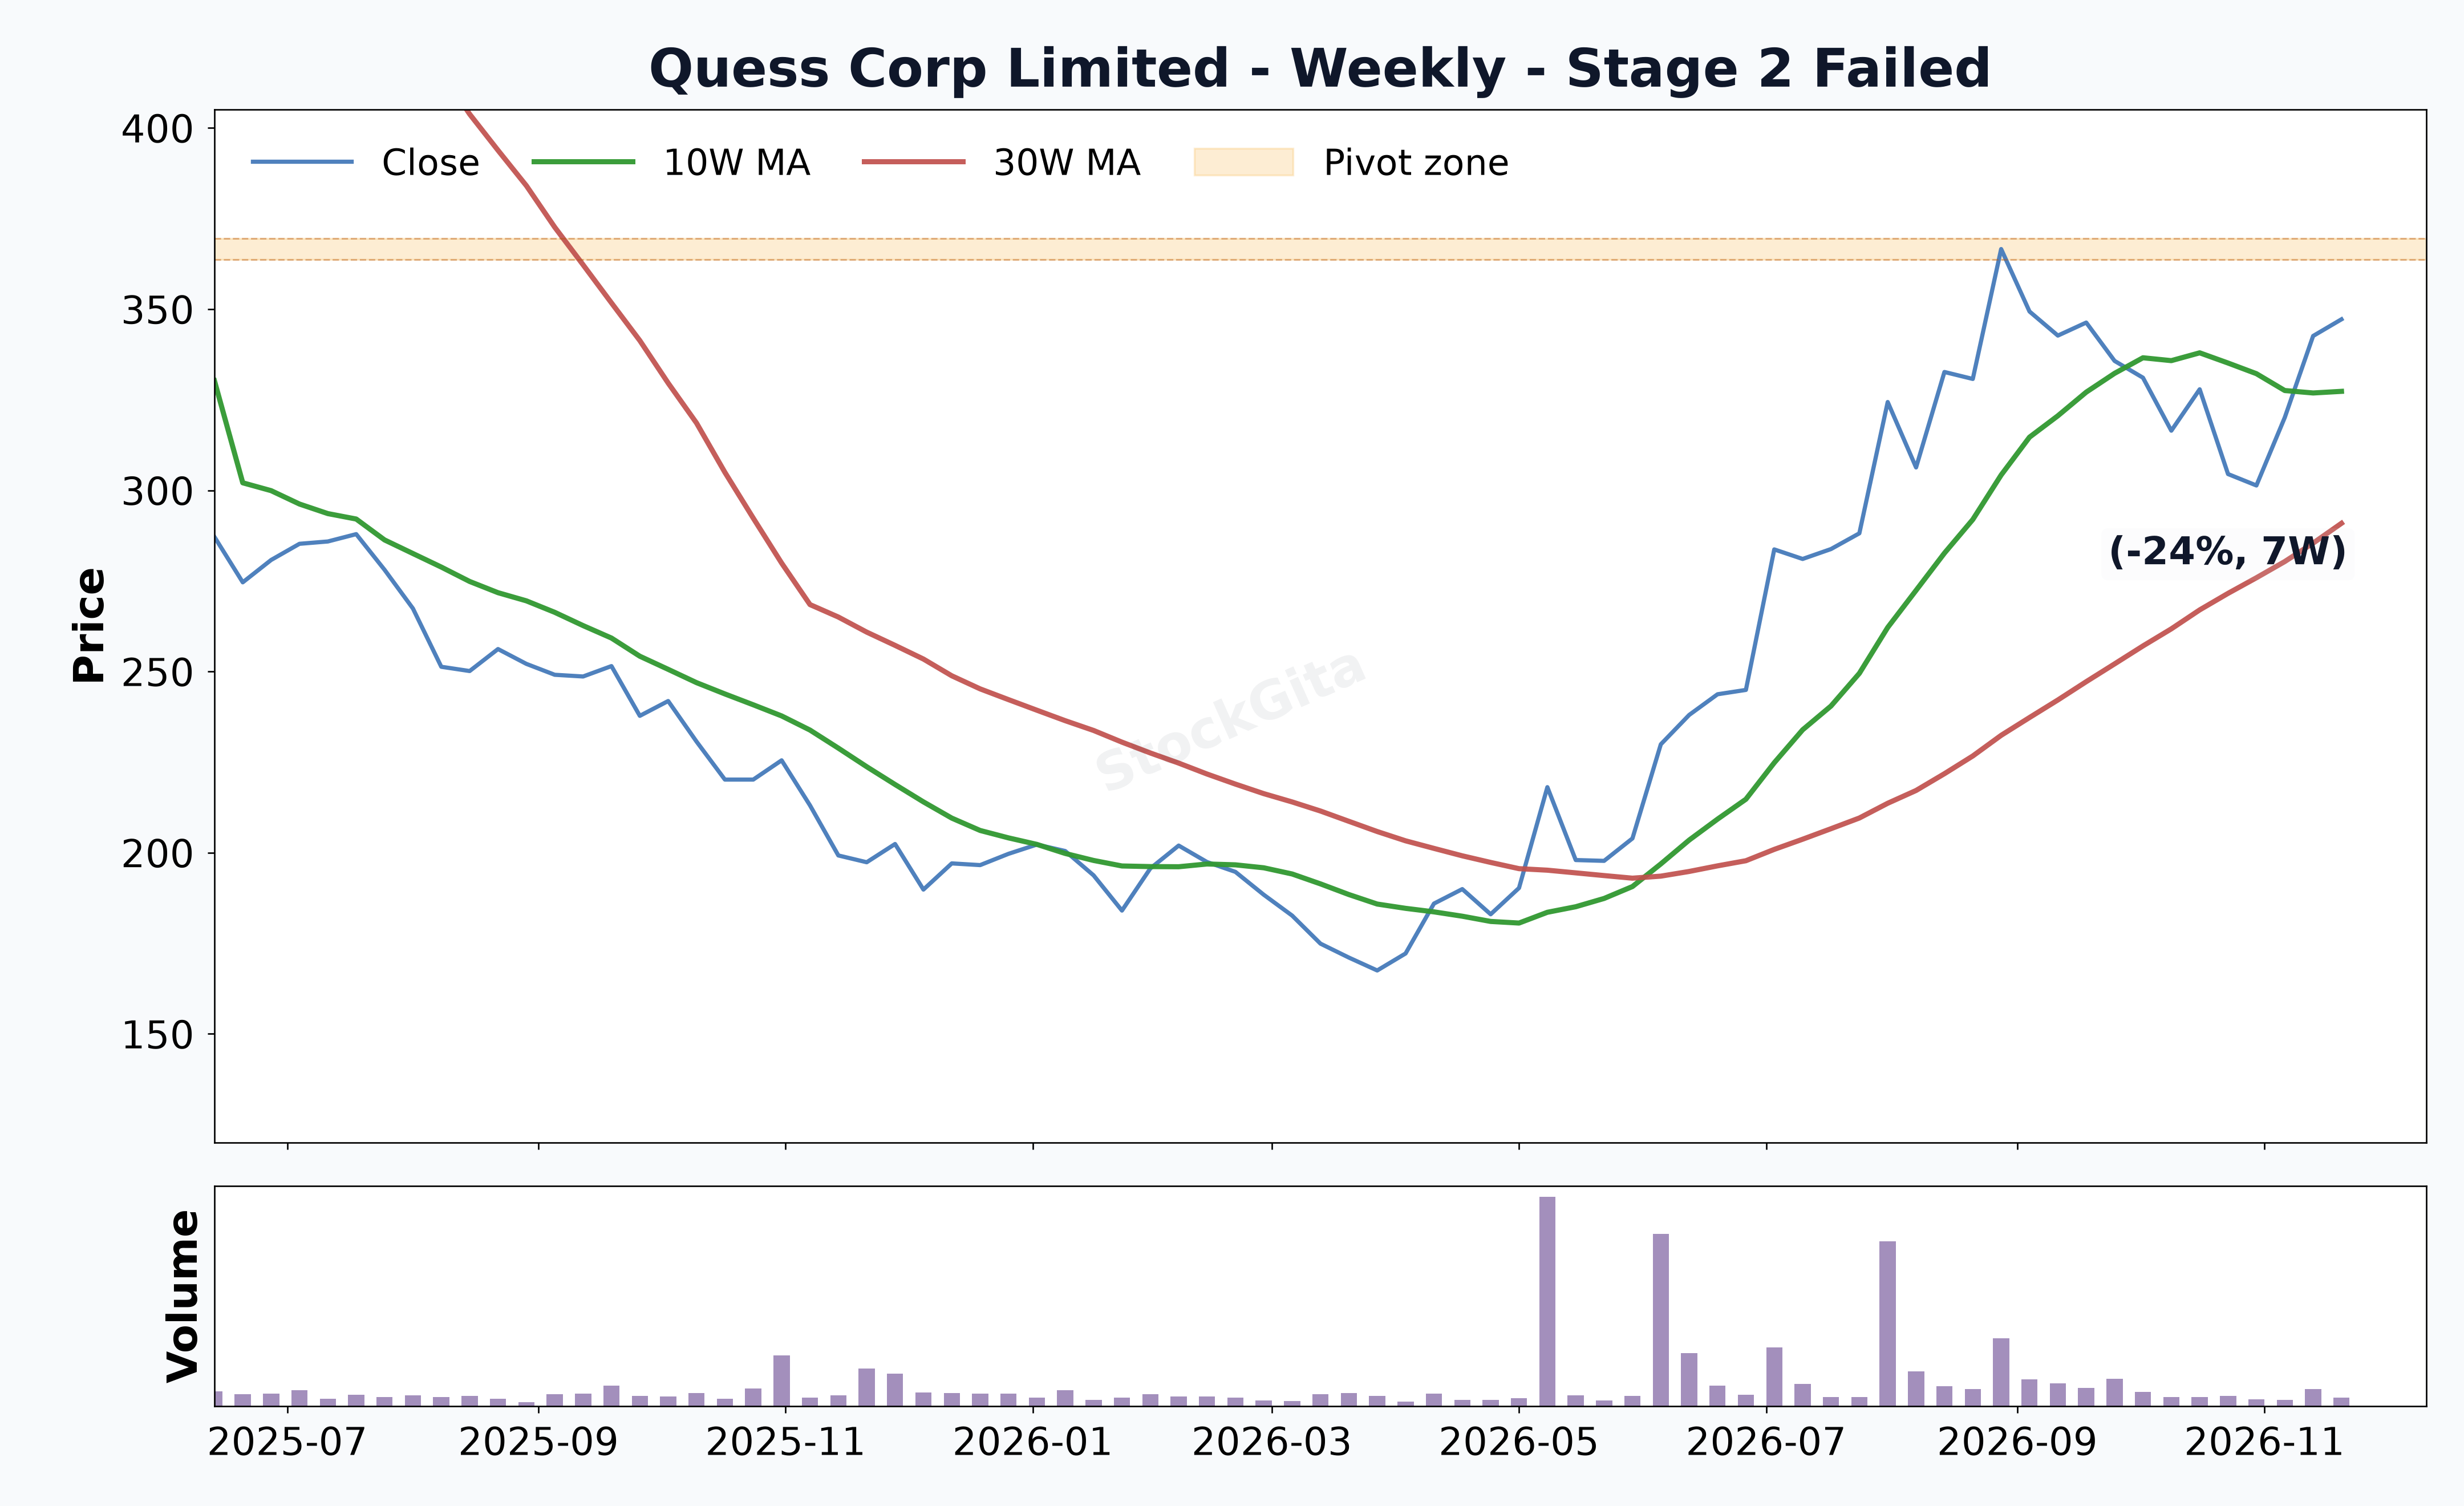 Quess Corp Limited - Weekly - Stage 2 Failed
Close 10W MA 30W MA Pivot zone
400
350
300
250
200
150
Price
(-24%, 7W)
StockGita
Volume
2025-07 2025-09 2025-11 2026-01 2026-03 2026-05 2026-07 2026-09 2026-11